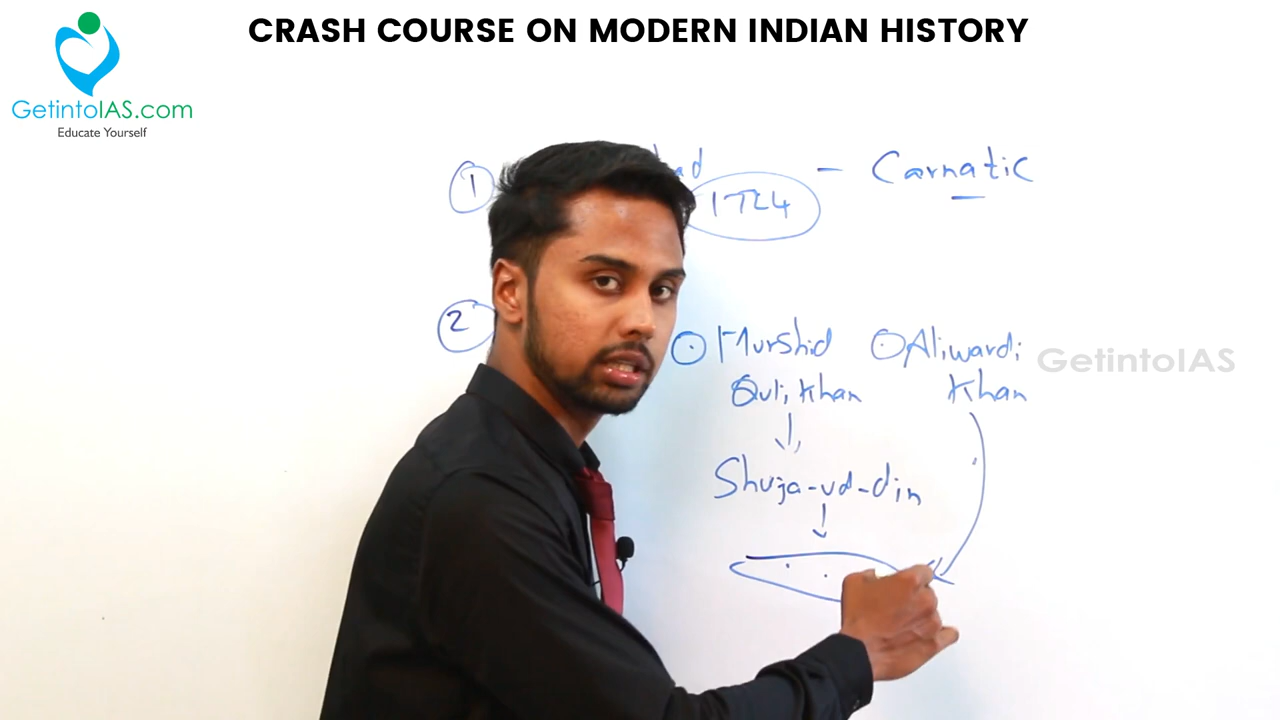 CRASH COURSE ON MODERN INDIAN HISTORY
GetintoIAS.com
Educate Yourself
1 ad - Carnatic
1724
2
Murshid Aliwardi
Quli Khan Khan
GetintoIAS
Shuja-ud-din